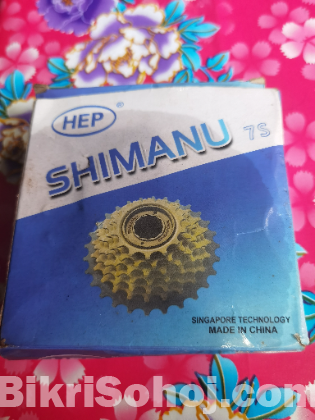 HEP ®
SHIMANU 7S
SINGAPORE TECHNOLOGY
MADE IN CHINA
BikriSohoj.com